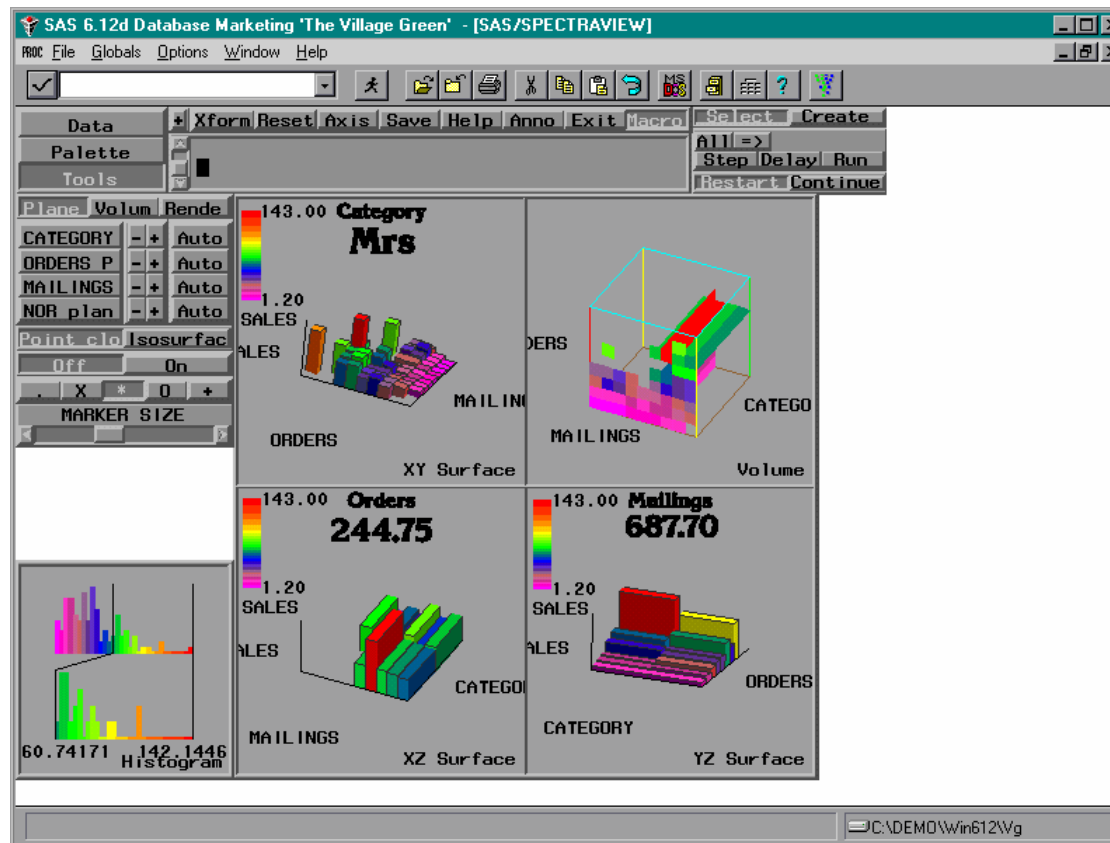 SAS 6.12d Database Marketing 'The Village Green' - [SAS/SPECTRAVIEW]
PROC File Globals Options Window Help
MS DOS
Data
Palette
Tools
+ Xform Reset Axis Save Help Anno Exit Macro
Select Create
All =>
Step Delay Run
Restart Continue
Plane Volum Rende
CATEGORY - + Auto
ORDERS P - + Auto
MAILINGS - + Auto
NOR plan - + Auto
Point clo Isosurfac
Off On
. X * O +
MARKER SIZE
143.00 Category
Mrs
1.20
SALES
ALES
MAILIN
ORDERS
XY Surface
DERS
CATEGO
MAILINGS
Volume
143.00 Orders
244.75
1.20
SALES
ALES
CATEGO
MAILINGS
XZ Surface
143.00 Mailings
687.70
1.20
SALES
ALES
ORDERS
CATEGORY
YZ Surface
60.74171 142.1446
Histogram
C:\DEMO\Win612\Vg